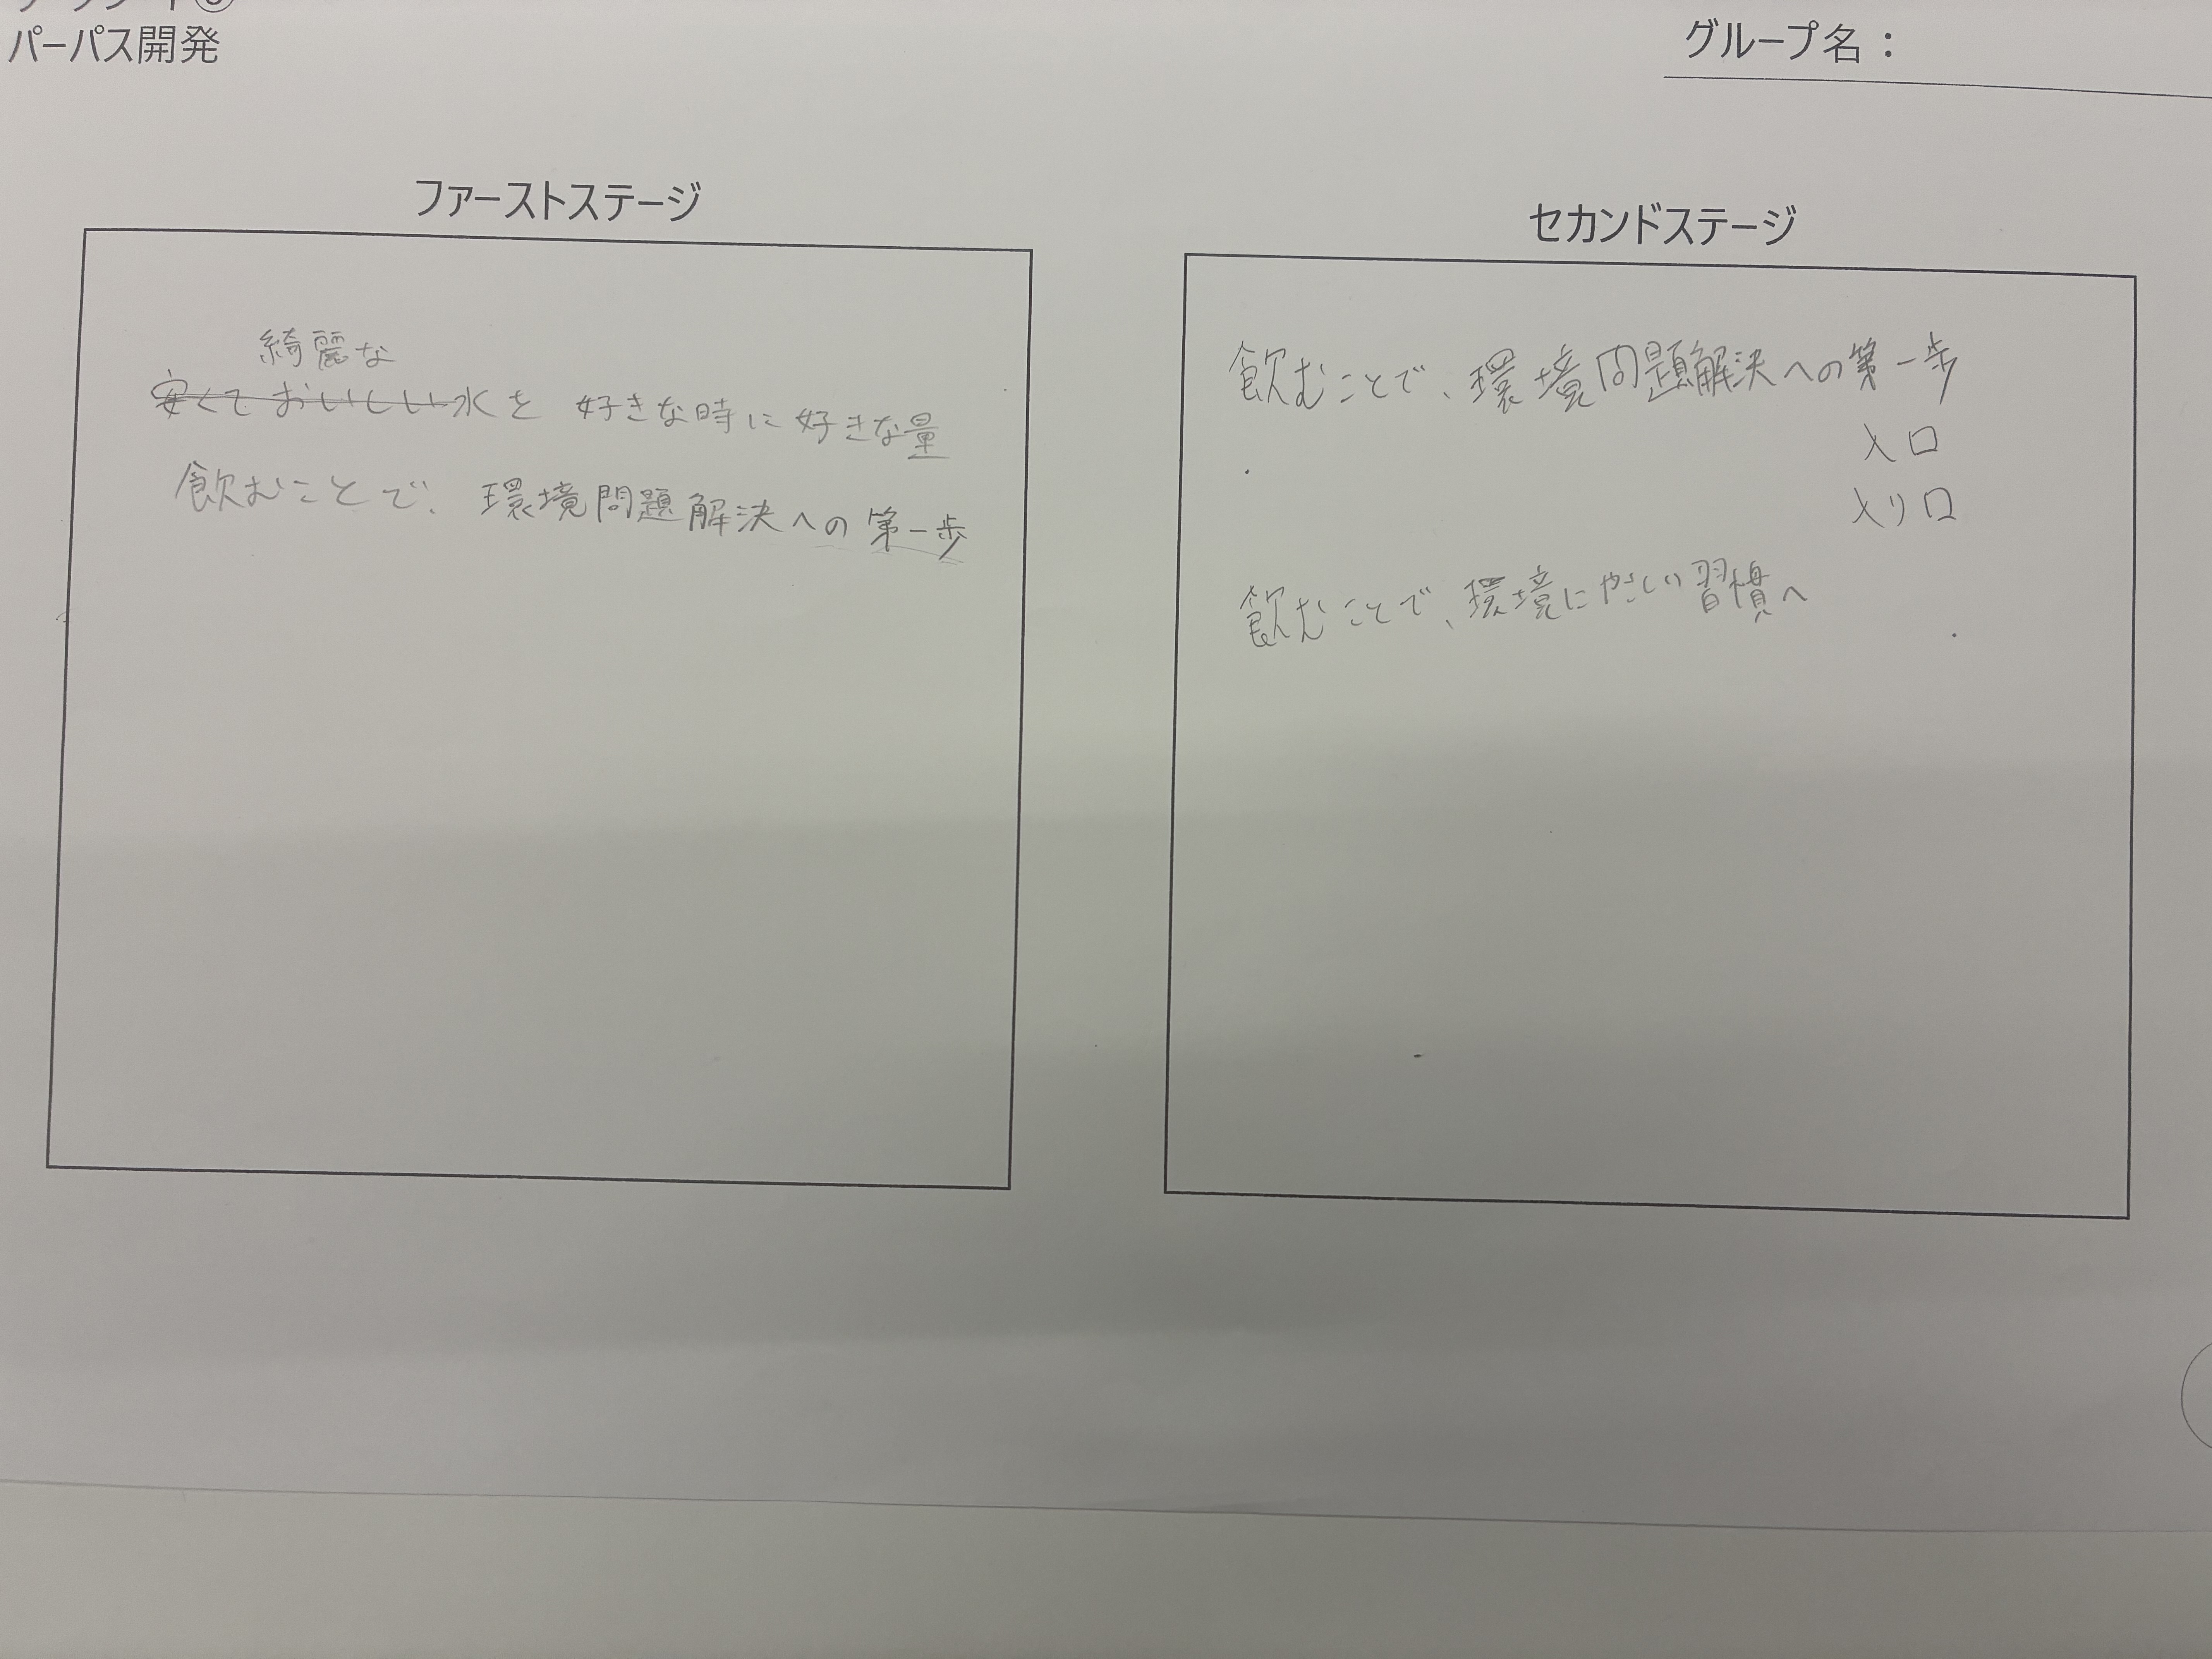 パーパス開発
グループ名：
ファーストステージ
綺麗な
安くておいしい水を 好きな時に好きな量
飲むことで、環境問題解決への第一歩
セカンドステージ
飲むことで、環境問題解決への第一歩
入口
入り口
飲むことで、環境にやさしい習慣へ